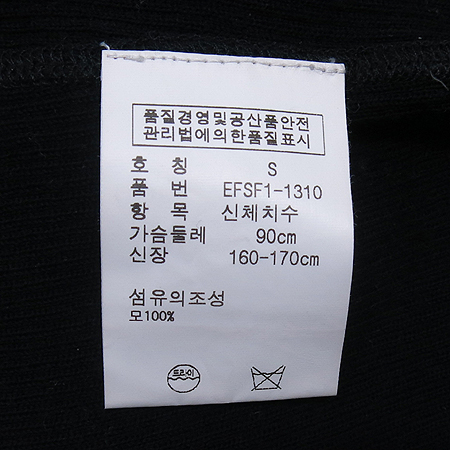 품질경영및공산품안전
관리법에의한품질표시
호 칭 S
품 번 EFSF1-1310
항 목 신체치수
가슴둘레 90cm
신장 160-170cm
섬유의조성
모100%
드라이